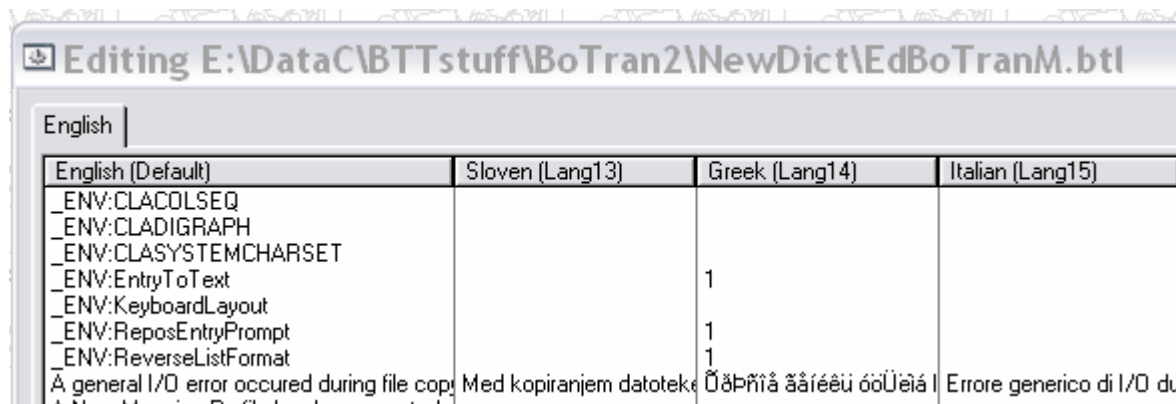 Editing E:\DataC\BTTstuff\BoTran2\NewDict\EdBoTranM.btl
English
English (Default) Sloven (Lang13) Greek (Lang14) Italian (Lang15)
_ENV:CLACOLSEQ
_ENV:CLADIGRAPH
_ENV:CLASYSTEMCHARSET
_ENV:EntryToText 1
_ENV:KeyboardLayout
_ENV:ReposEntryPrompt 1
_ENV:ReverseListFormat 1
A general I/O error occured during file copy Med kopiranjem datoteke Errore generico di I/O du